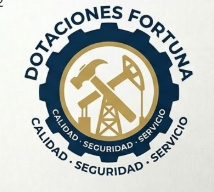 DOTACIONES FORTUNA
CALIDAD · SEGURIDAD · SERVICIO
CALIDAD · SEGURIDAD · SERVICIO